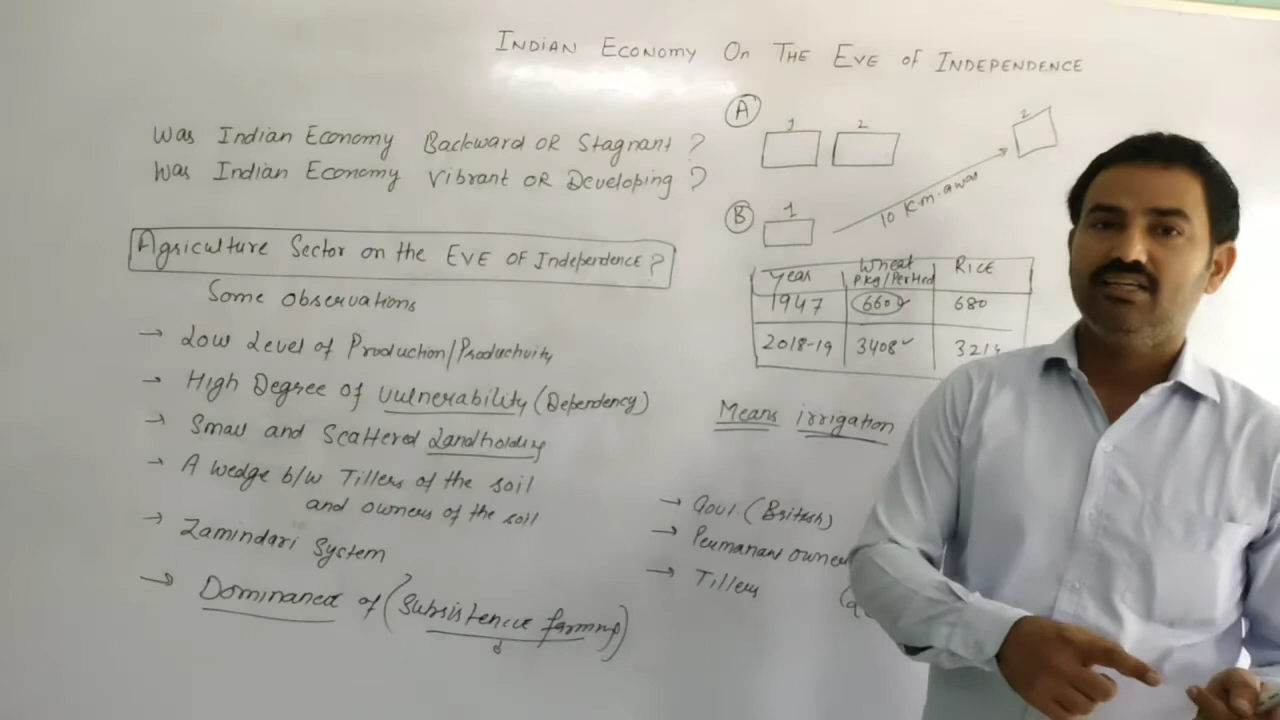 INDIAN ECONOMY On THE EVE OF INDEPENDENCE
Was Indian Economy Backward OR Stagnant ?
Was Indian Economy Vibrant OR Developing ?
Agriculture Sector on the EVE OF Independence ?
Some Observations
→ Low Level of Production/Productivity
→ High Degree of Vulnerability (Dependency)
→ Small and Scattered Landholding
→ A wedge b/w Tillers of the soil
and owners of the soil
→ Zamindari System
→ Dominance of (Subsistence farming)
A
1 2
2
B
1
10 K.m. away
Year Wheat RICE
P.kg/Per Hed
1947 660 680
2018-19 3408
Means irrigation
→ Govt. (British)
→ Permanant owner
→ Tillers